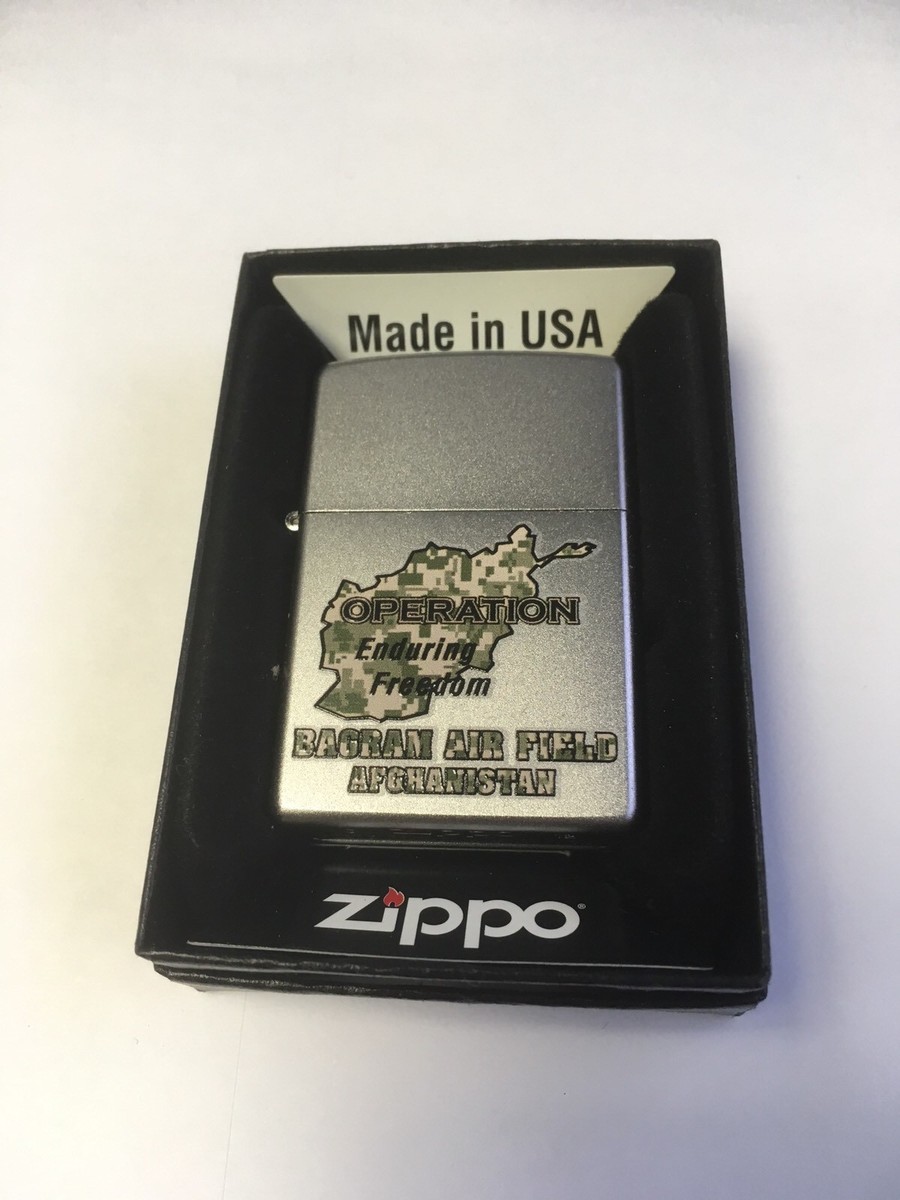 Made in USA
OPERATION
Enduring
Freedom
BAGRAM AIR FIELD
AFGHANISTAN
zippo®